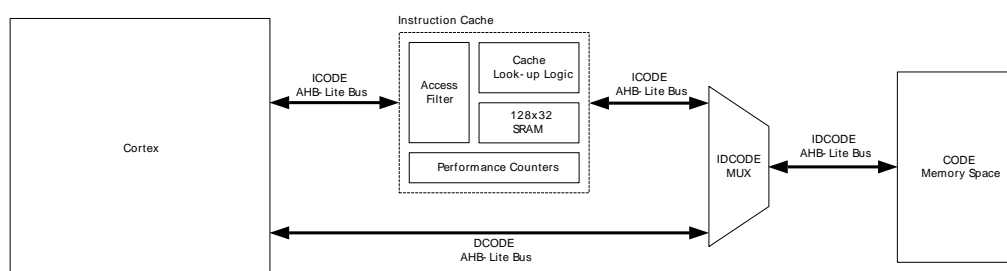 Instruction Cache
Cortex
ICODE
AHB-Lite Bus
Access
Filter
Cache
Look-up Logic
128x32
SRAM
Performance Counters
ICODE
AHB-Lite Bus
IDCODE
MUX
IDCODE
AHB-Lite Bus
CODE
Memory Space
DCODE
AHB-Lite Bus